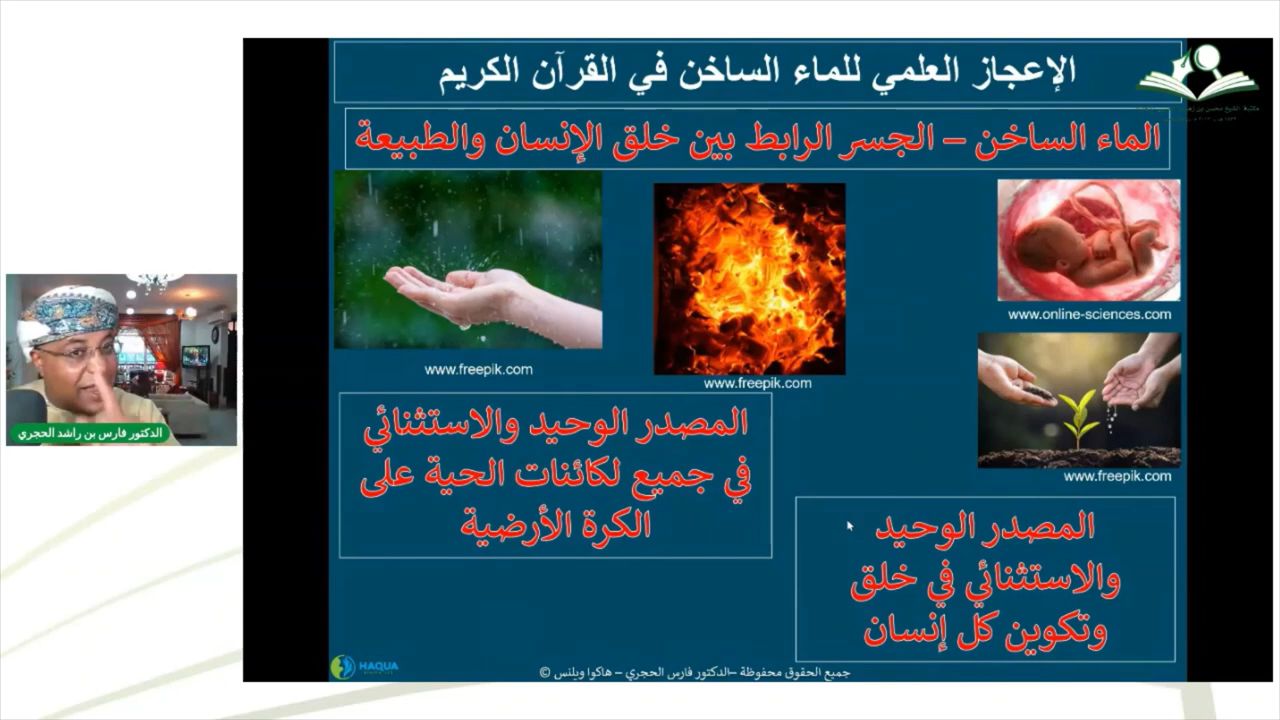 الإعجاز العلمي للماء الساخن في القرآن الكريم
الماء الساخن – الجسر الرابط بين خلق الإنسان والطبيعة
www.online-sciences.com
www.freepik.com
www.freepik.com
www.freepik.com
المصدر الوحيد والاستثنائي
في جميع لكائنات الحية على
الكرة الأرضية
المصدر الوحيد
والاستثنائي في خلق
وتكوين كل إنسان
الدكتور فارس بن راشد الحجري
HAQUA
جميع الحقوق محفوظة –الدكتور فارس الحجري – هاكوا ويلنس ©